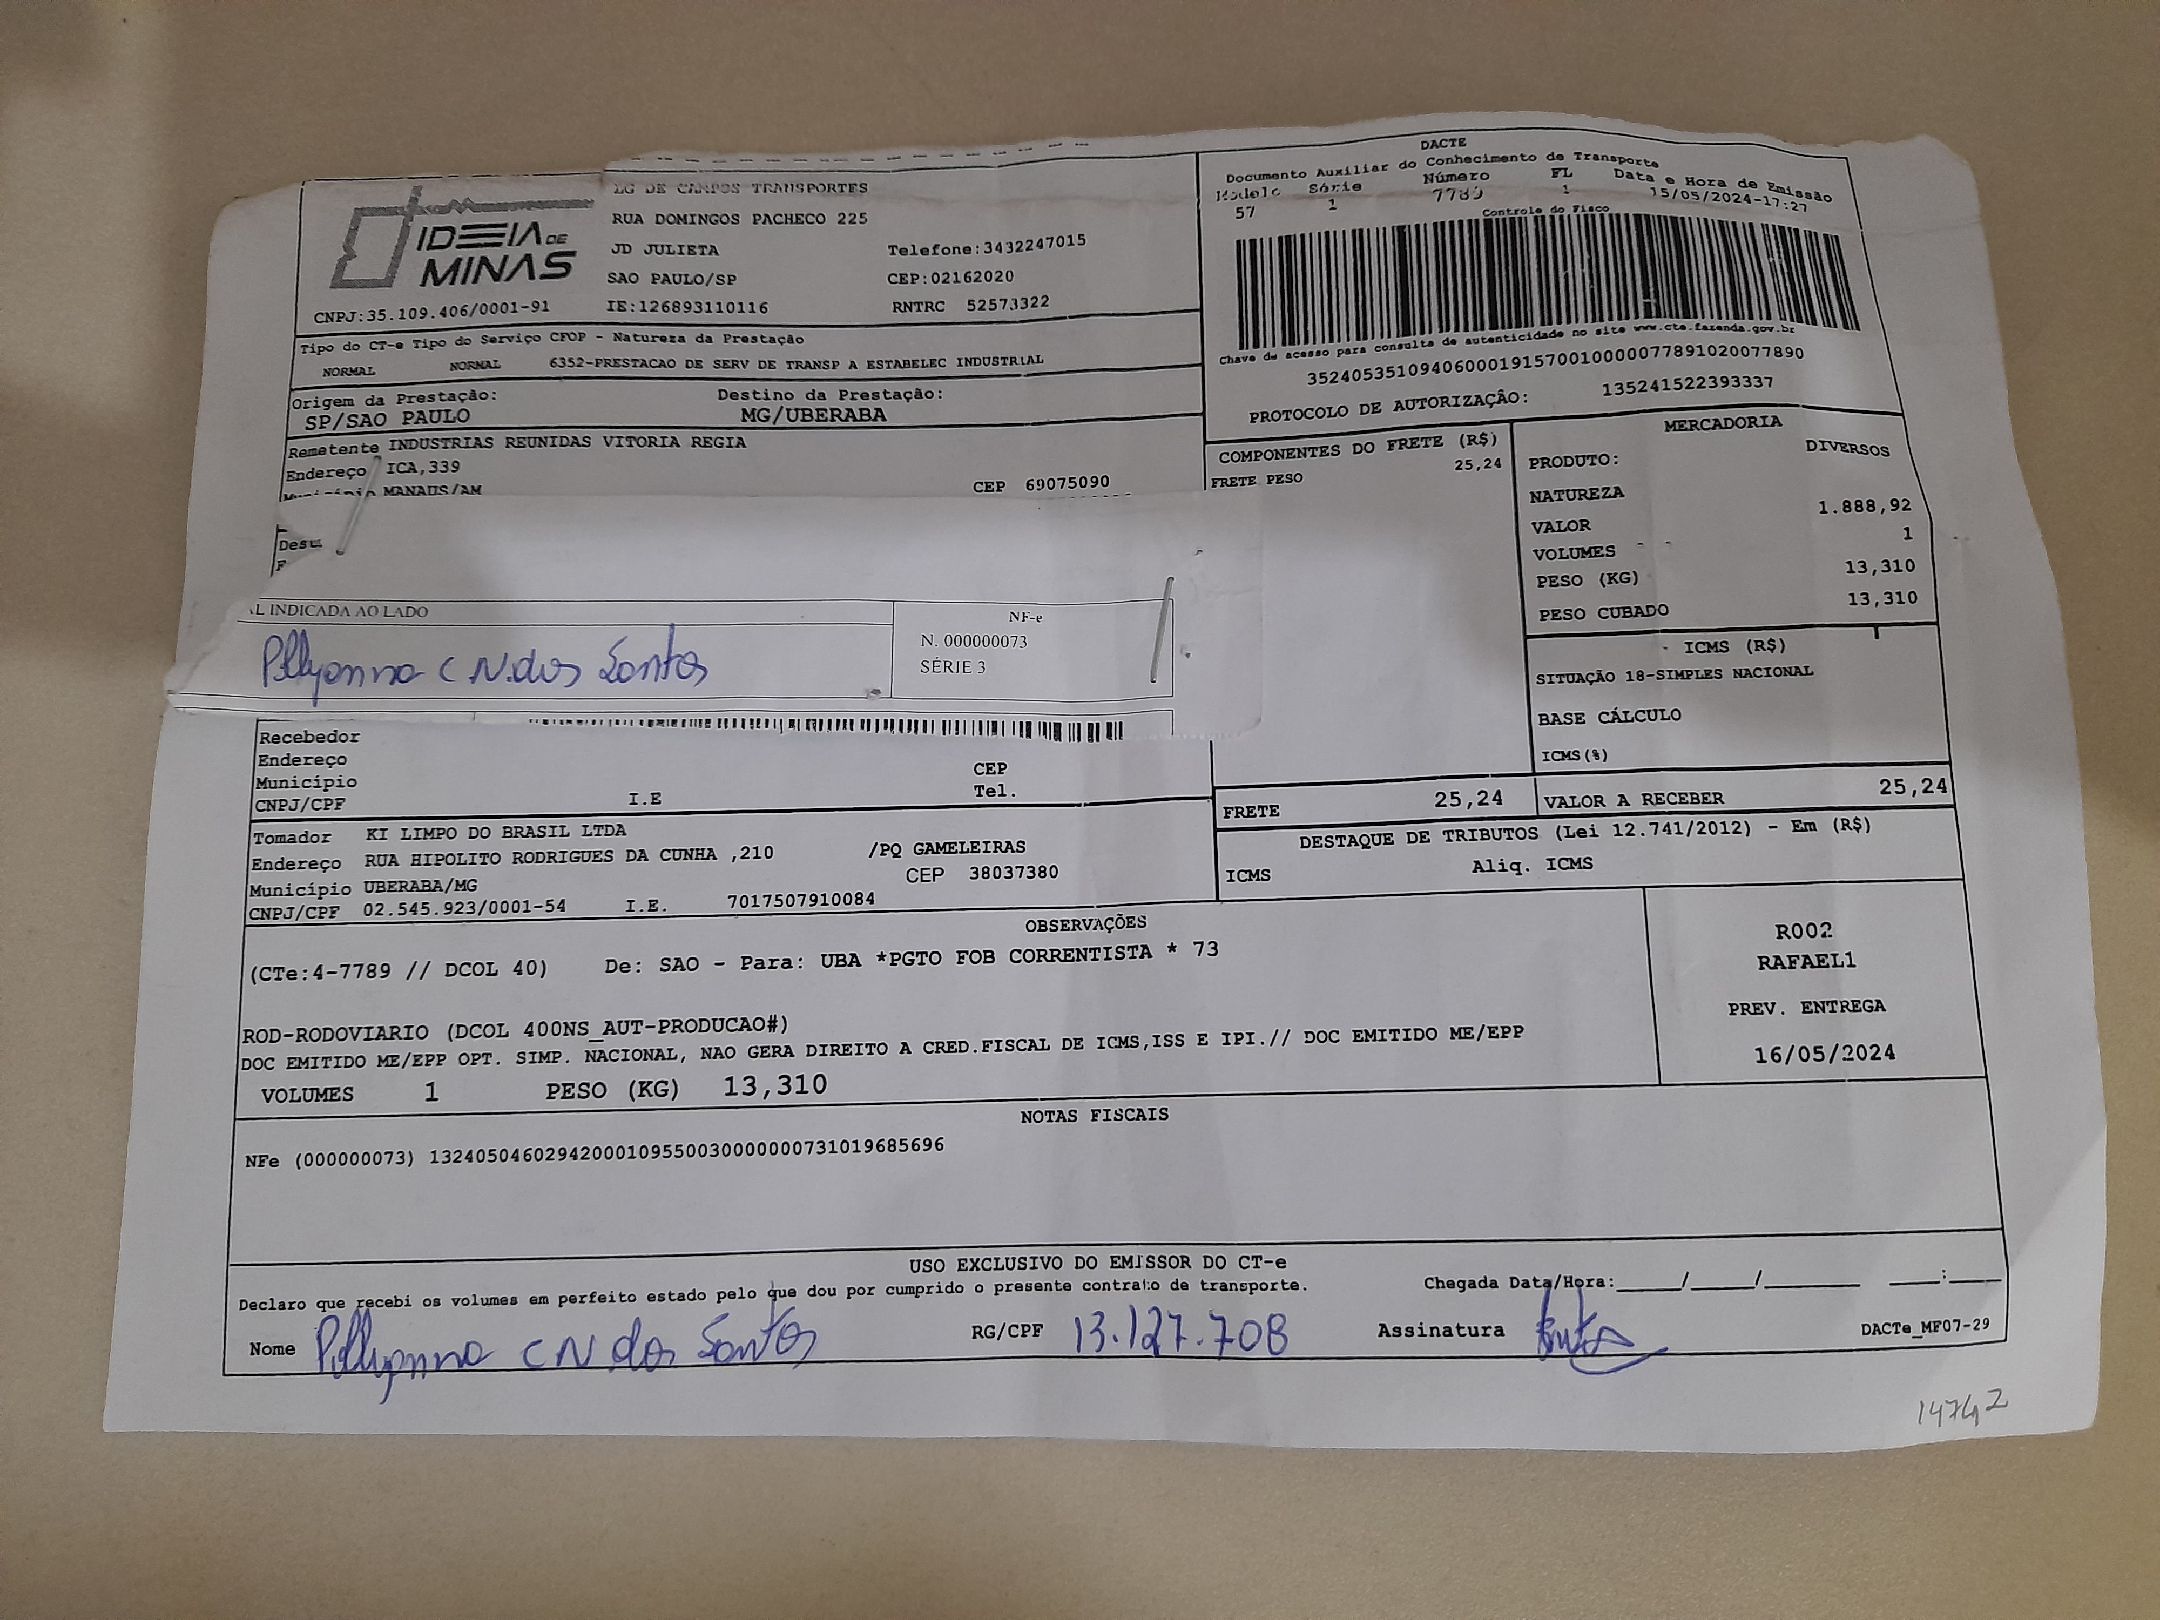 IDEIA DE
MINAS
CNPJ:35.109.406/0001-91
LG DE CAMPOS TRANSPORTES
RUA DOMINGOS PACHECO 225
JD JULIETA Telefone:3432247015
SAO PAULO/SP CEP:02162020
IE:126893110116 RNTRC 52573322
DACTE
Documento Auxiliar do Conhecimento de Transporte
Modelo Série Número FL Data e Hora de Emissão
57 1 7789 1 15/05/2024-17:27
Controle do Fisco
Chave de acesso para consulta de autenticidade no site www.cte.fazenda.gov.br
35240535109406000191570010000077891020077890
PROTOCOLO DE AUTORIZAÇÃO: 135241522393337
Tipo do CT-e Tipo do Serviço CFOP - Natureza da Prestação
NORMAL NORMAL 6352-PRESTACAO DE SERV DE TRANSP A ESTABELEC INDUSTRIAL
Origem da Prestação: Destino da Prestação:
SP/SAO PAULO MG/UBERABA
Remetente INDUSTRIAS REUNIDAS VITORIA REGIA
Endereço ICA,339
Município MANAUS/AM CEP 69075090
COMPONENTES DO FRETE (R$)
FRETE PESO 25,24
MERCADORIA
PRODUTO: DIVERSOS
NATUREZA
VALOR 1.888,92
VOLUMES 1
PESO (KG) 13,310
PESO CUBADO 13,310
ICMS (R$)
SITUAÇÃO 18-SIMPLES NACIONAL
BASE CÁLCULO
ICMS(%)
L INDICADA AO LADO
NF-e
N. 000000073
SÉRIE 3
Pollyanna C N. dos Santos
Recebedor
Endereço
Município CEP
CNPJ/CPF I.E Tel.
FRETE 25,24 VALOR A RECEBER 25,24
Tomador KI LIMPO DO BRASIL LTDA
Endereço RUA HIPOLITO RODRIGUES DA CUNHA ,210 /PQ GAMELEIRAS
Município UBERABA/MG CEP 38037380
CNPJ/CPF 02.545.923/0001-54 I.E. 7017507910084
DESTAQUE DE TRIBUTOS (Lei 12.741/2012) - Em (R$)
ICMS Aliq. ICMS
OBSERVAÇÕES
(CTe:4-7789 // DCOL 40) De: SAO - Para: UBA *PGTO FOB CORRENTISTA * 73
ROD-RODOVIARIO (DCOL 400NS_AUT-PRODUCAO#)
DOC EMITIDO ME/EPP OPT. SIMP. NACIONAL, NAO GERA DIREITO A CRED.FISCAL DE ICMS,ISS E IPI.// DOC EMITIDO ME/EPP
VOLUMES 1 PESO (KG) 13,310
R002
RAFAEL1
PREV. ENTREGA
16/05/2024
NOTAS FISCAIS
NFe (000000073) 13240504602942000109550030000000731019685696
USO EXCLUSIVO DO EMISSOR DO CT-e
Declaro que recebi os volumes em perfeito estado pelo que dou por cumprido o presente contrato de transporte. Chegada Data/Hora:____/____/______ ___:___
Nome Pollyanna C N dos Santos RG/CPF 13.127.708 Assinatura DACTe_MF07-29
14742